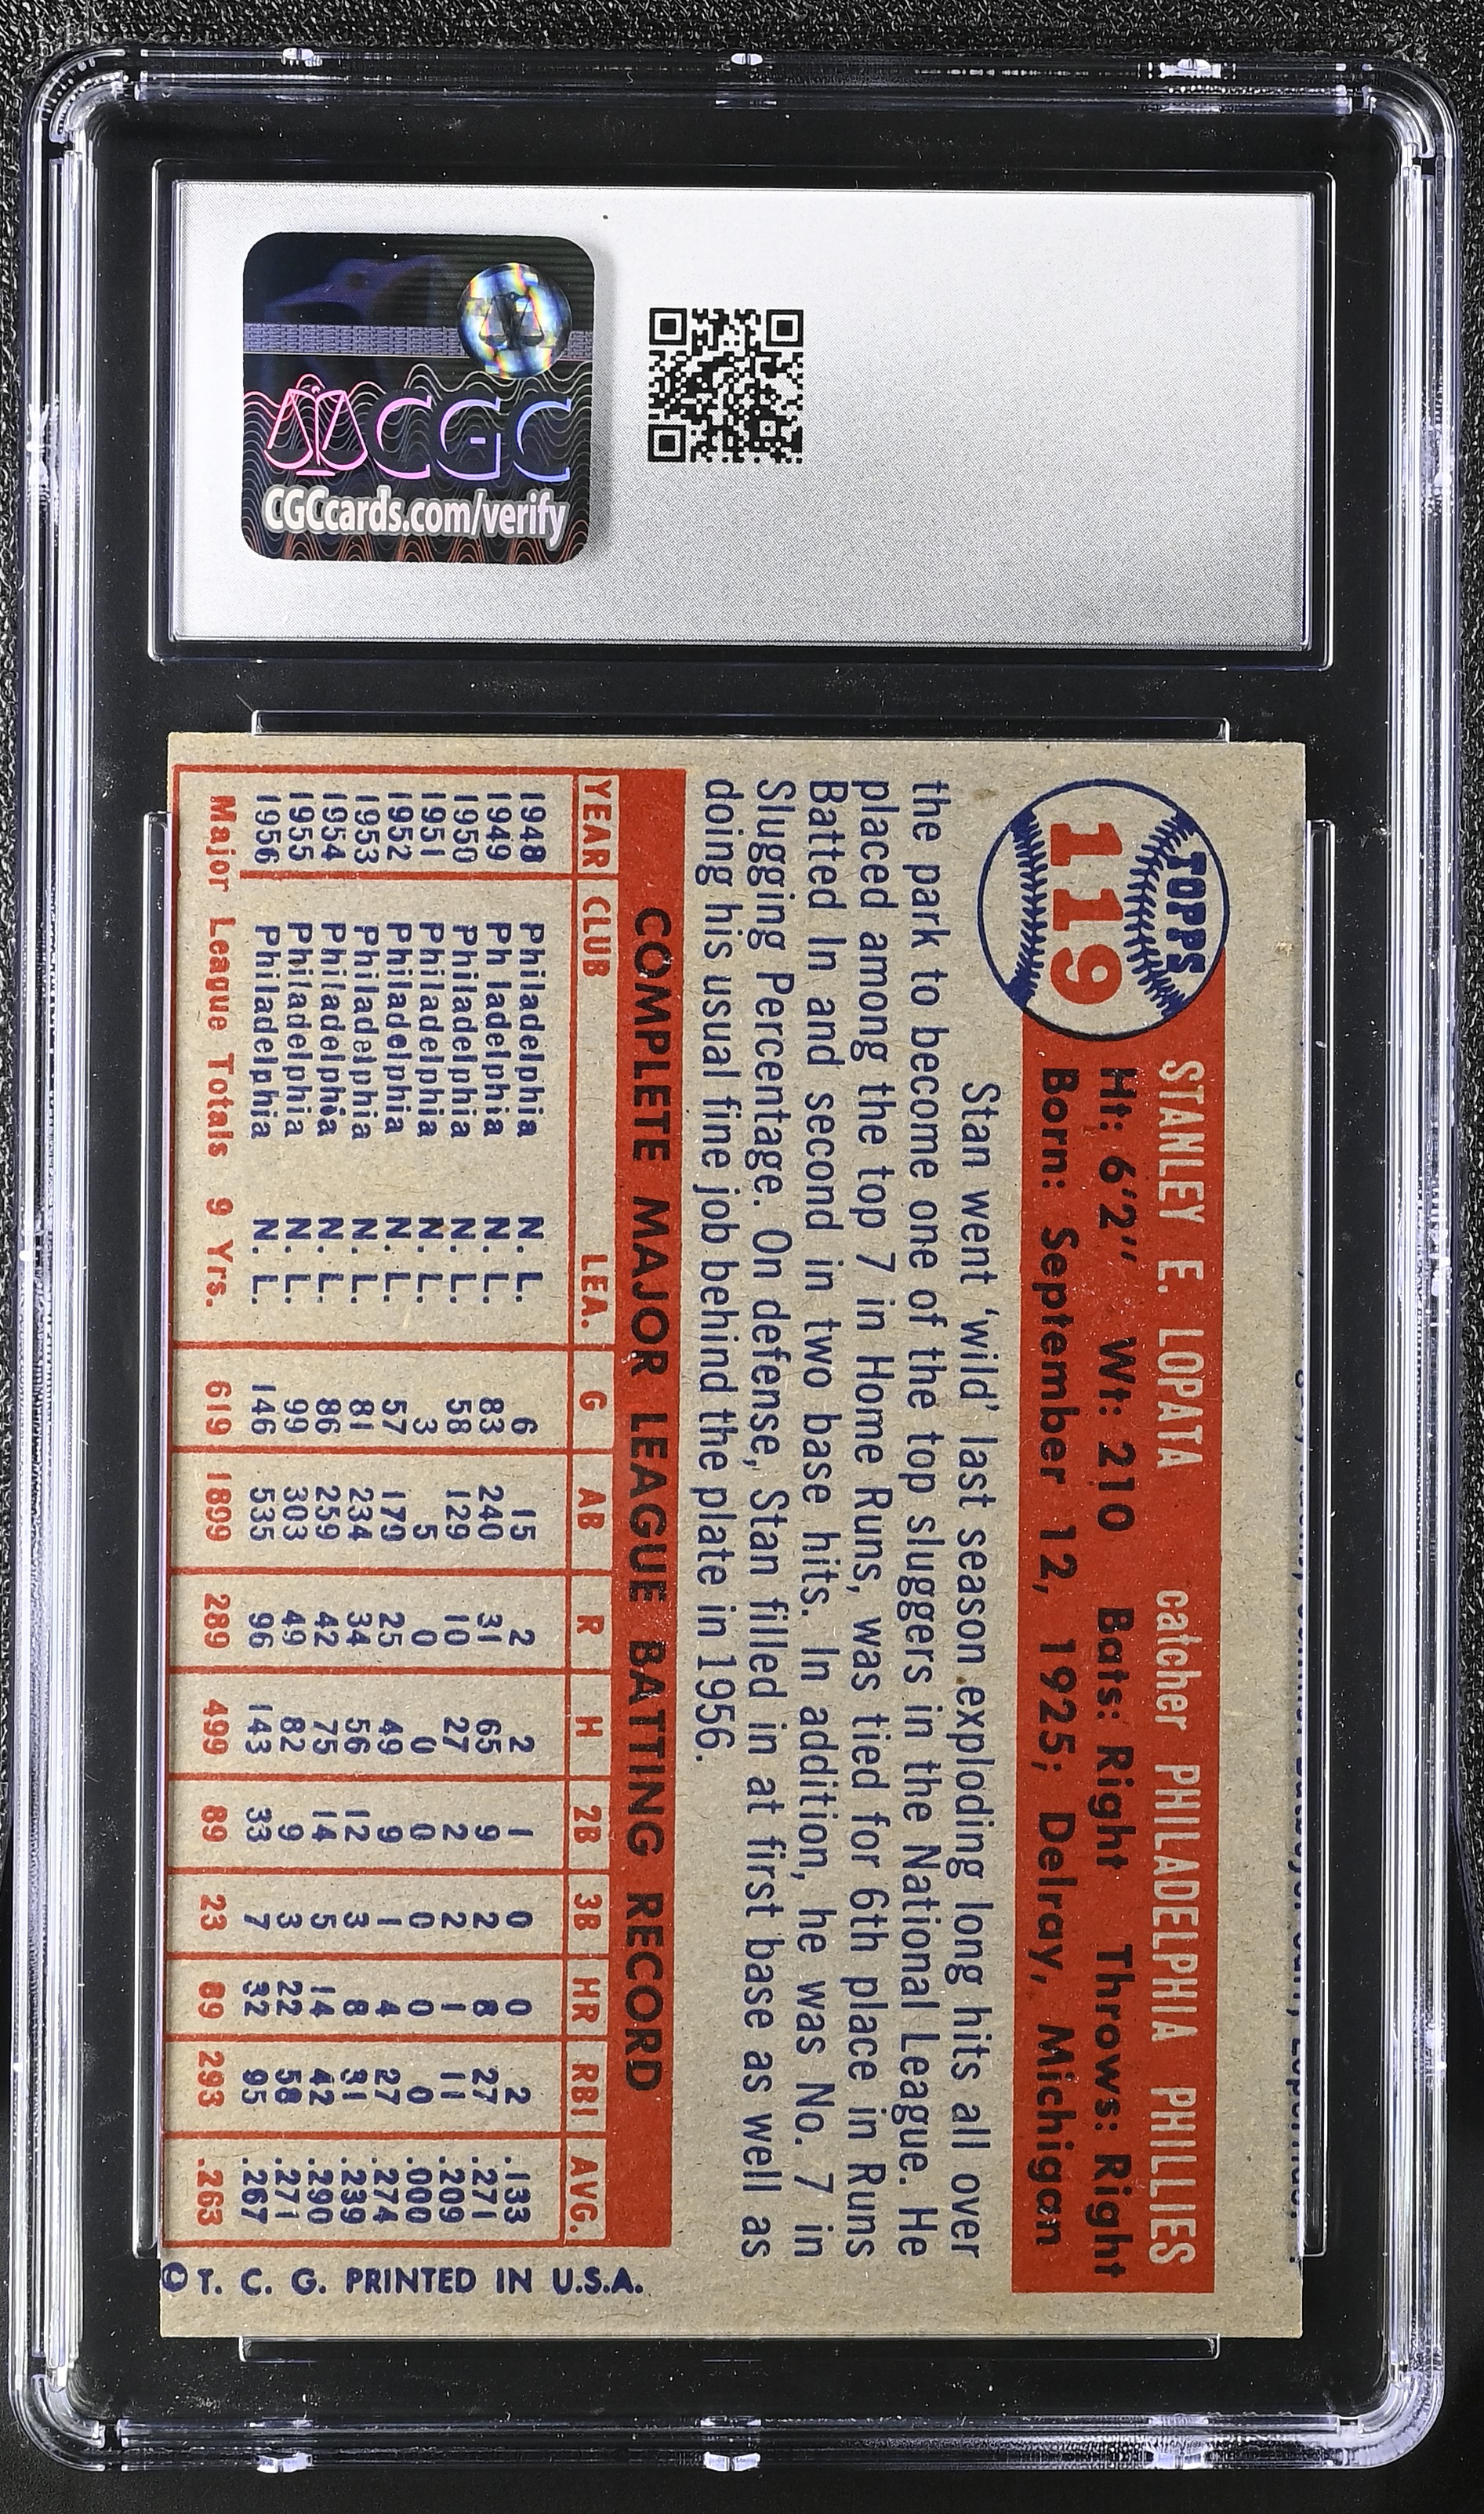 CGC
CGCcards.com/verify
TOPPS
119
STANLEY E. LOPATA catcher PHILADELPHIA PHILLIES
Ht: 6'2" Wt: 210 Bats: Right Throws: Right
Born: September 12, 1925; Delray, Michigan
Stan went 'wild' last season exploding long hits all over
the park to become one of the top sluggers in the National League. He
placed among the top 7 in Home Runs, was tied for 6th place in Runs
Batted In and second in two base hits. In addition, he was No. 7 in
Slugging Percentage. On defense, Stan filled in at first base as well as
doing his usual fine job behind the plate in 1956.
COMPLETE MAJOR LEAGUE BATTING RECORD
YEAR CLUB LEA. G AB R H 2B 3B HR RBI AVG.
1948 Philadelphia N. L. 6 15 2 2 1 0 0 2 .133
1949 Ph ladelphia N. L. 83 240 31 65 9 2 8 27 .271
1950 Philadelphia N. L. 58 129 10 27 2 2 1 11 .209
1951 Philadelphia N. L. 3 5 0 0 0 0 0 0 .000
1952 Philadelphia N. L. 57 179 25 49 9 1 4 27 .274
1953 Philadelphia N. L. 81 234 34 56 12 3 8 31 .239
1954 Philadelphia N. L. 86 259 42 75 14 5 14 42 .290
1955 Philadelphia N. L. 99 303 49 82 9 3 22 58 .271
1956 Philadelphia N. L. 146 535 96 143 33 7 32 95 .267
Major League Totals 9 Yrs. 619 1899 289 499 89 23 89 293 .263
© T. C. G. PRINTED IN U.S.A.